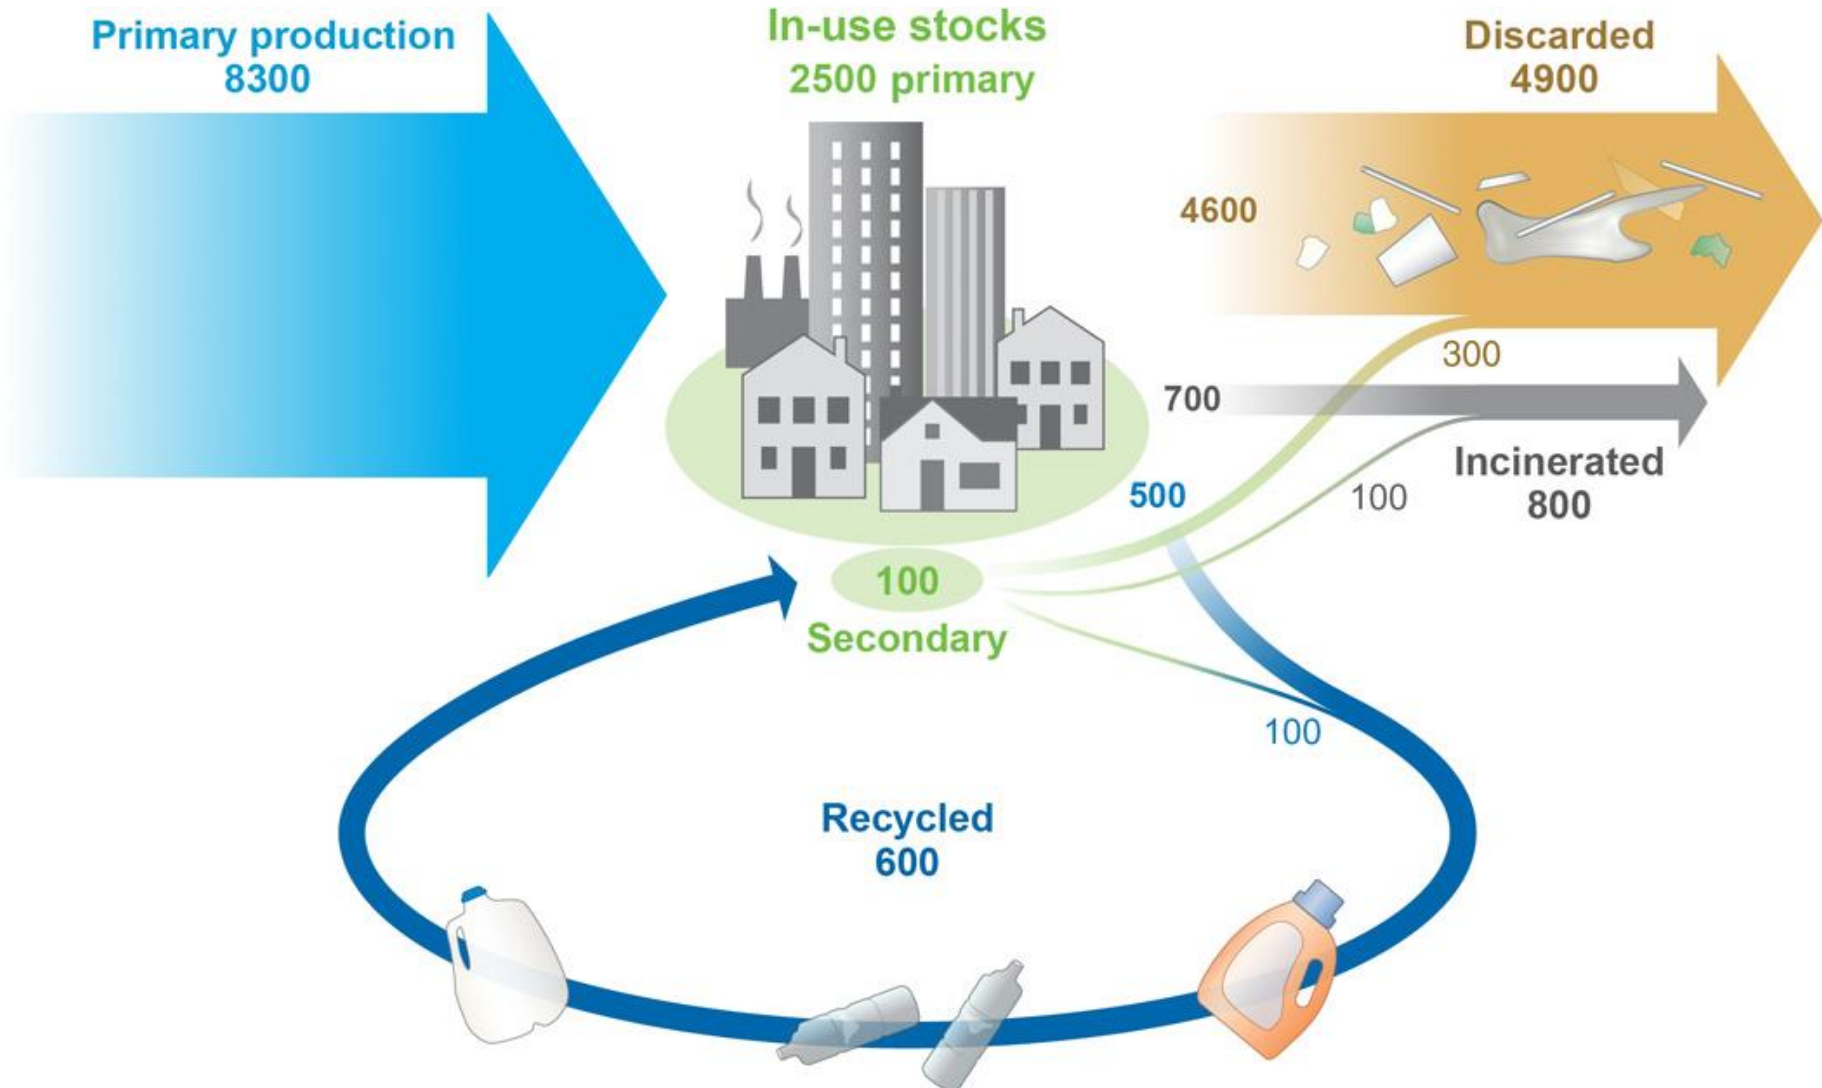 Primary production
8300
In-use stocks
2500 primary
Discarded
4900
4600
300
700
Incinerated
800
500
100
100
Secondary
100
Recycled
600